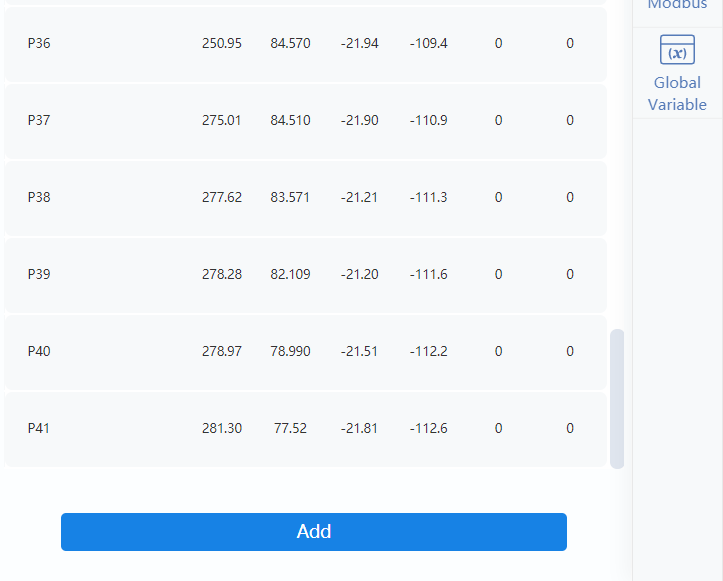 Modbus
P36 250.95 84.570 -21.94 -109.4 0 0
Global
Variable
P37 275.01 84.510 -21.90 -110.9 0 0
P38 277.62 83.571 -21.21 -111.3 0 0
P39 278.28 82.109 -21.20 -111.6 0 0
P40 278.97 78.990 -21.51 -112.2 0 0
P41 281.30 77.52 -21.81 -112.6 0 0
Add